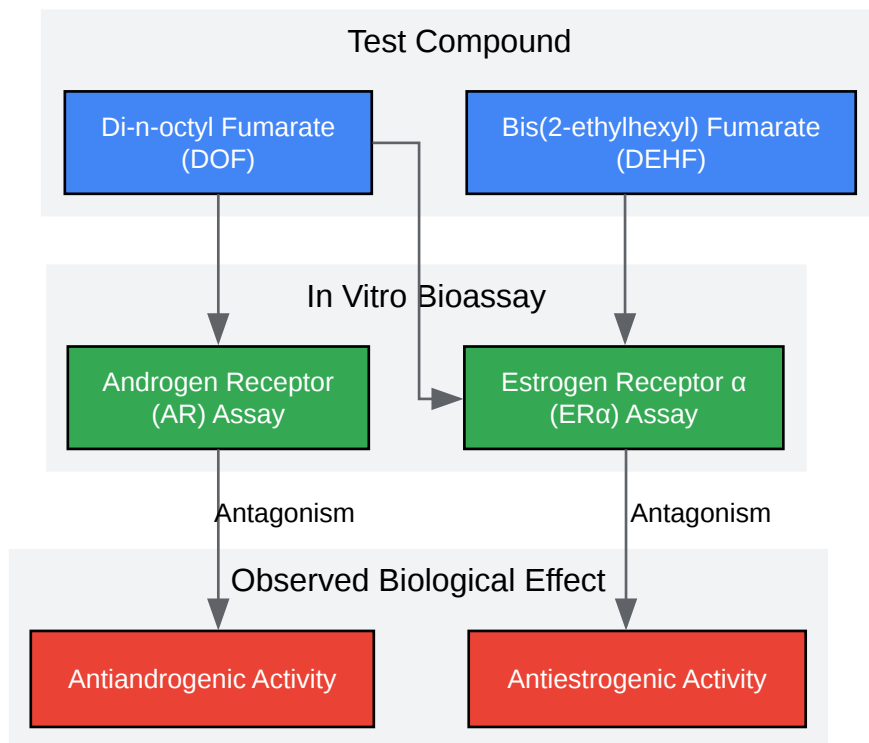 Test Compound
Di-n-octyl Fumarate
(DOF)
Bis(2-ethylhexyl) Fumarate
(DEHF)
In Vitro Bioassay
Androgen Receptor
(AR) Assay
Estrogen Receptor α
(ERα) Assay
Antagonism
Antagonism
Observed Biological Effect
Antiandrogenic Activity
Antiestrogenic Activity